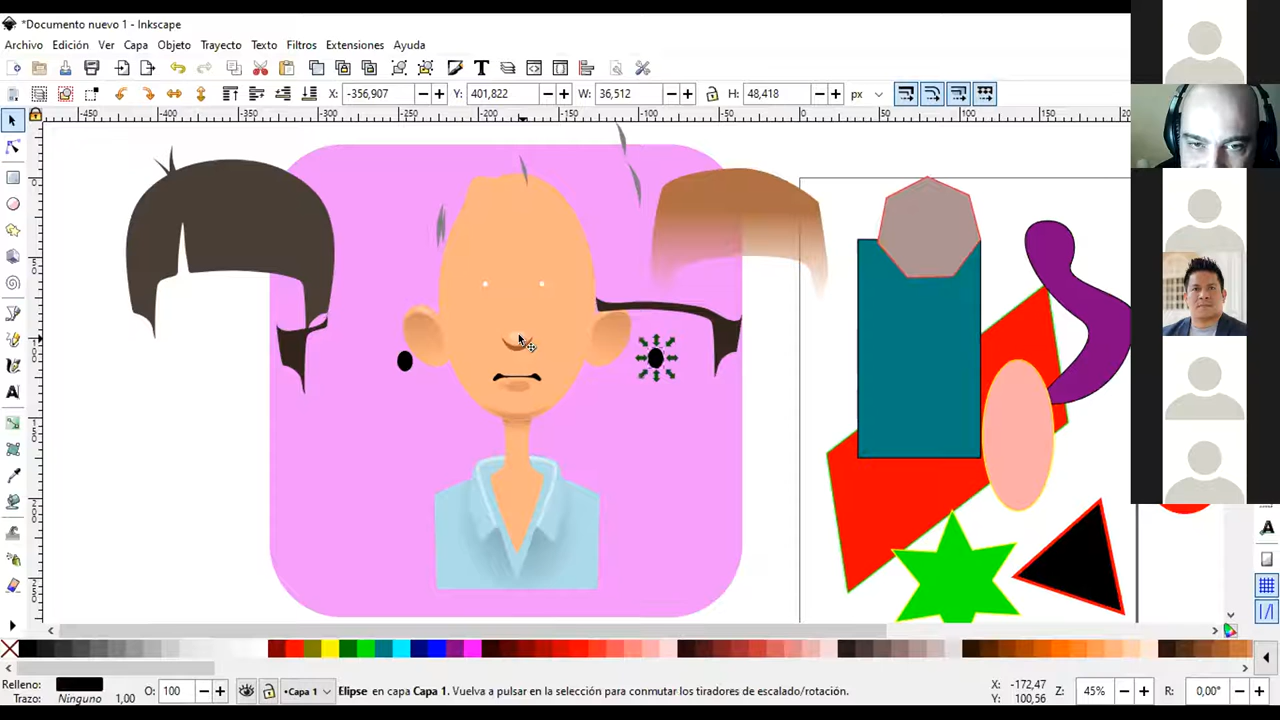 *Documento nuevo 1 - Inkscape
Archivo Edición Ver Capa Objeto Trayecto Texto Filtros Extensiones Ayuda
X: -356,907 Y: 401,822 W: 36,512 H: 48,418 px
-450 -400 -350 -300 -250 -200 -150 -100 -50 0 50 100 150
Relleno: O: 100 •Capa 1 Elipse en capa Capa 1. Vuelva a pulsar en la selección para conmutar los tiradores de escalado/rotación. X: -172,47 Z: 45% R: 0,00°
Trazo: Ninguno 1,00 Y: 100,56